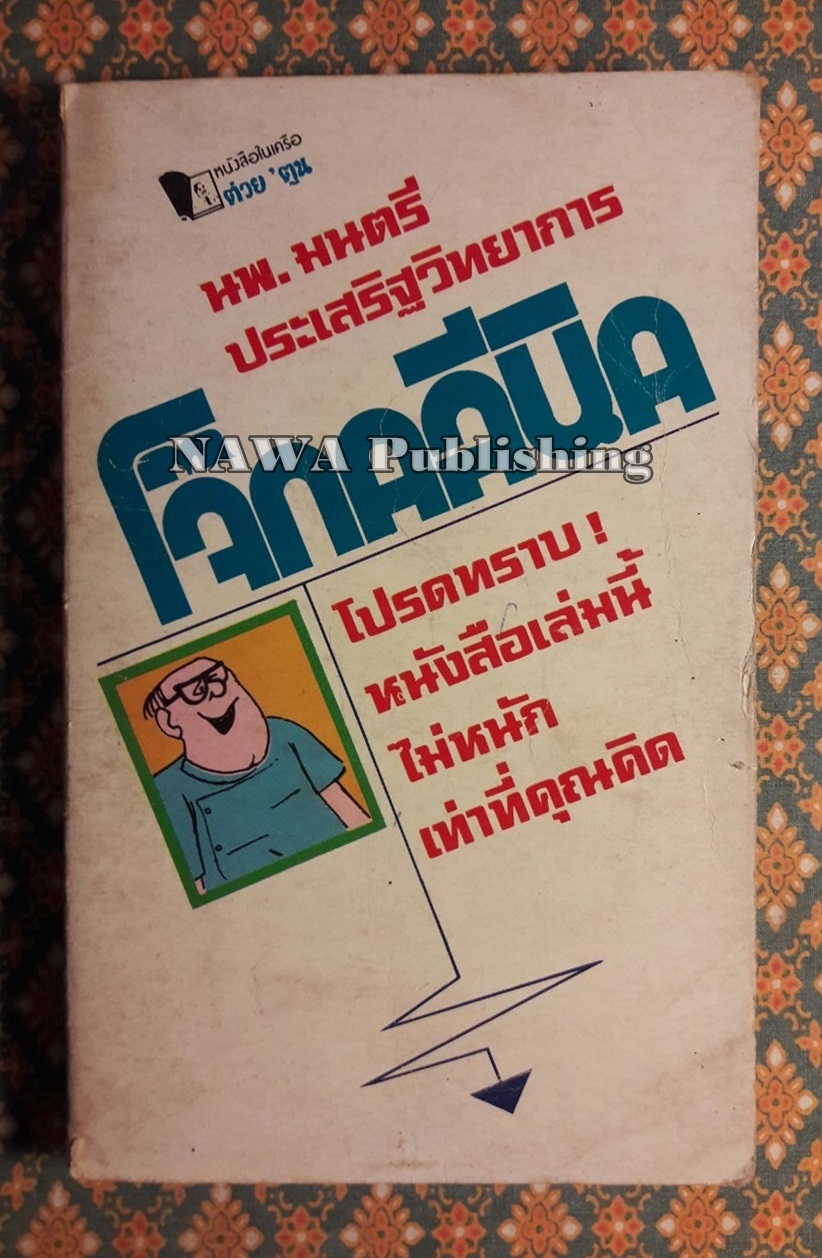 หนังสือในเครือ
ต่วย 'ตูน
นพ. มนตรี
ประเสริฐวิทยาการ
โจ๊กคลีนิค
NAWA Publishing
โปรดทราบ !
หนังสือเล่มนี้
ไม่หนัก
เท่าที่คุณคิด